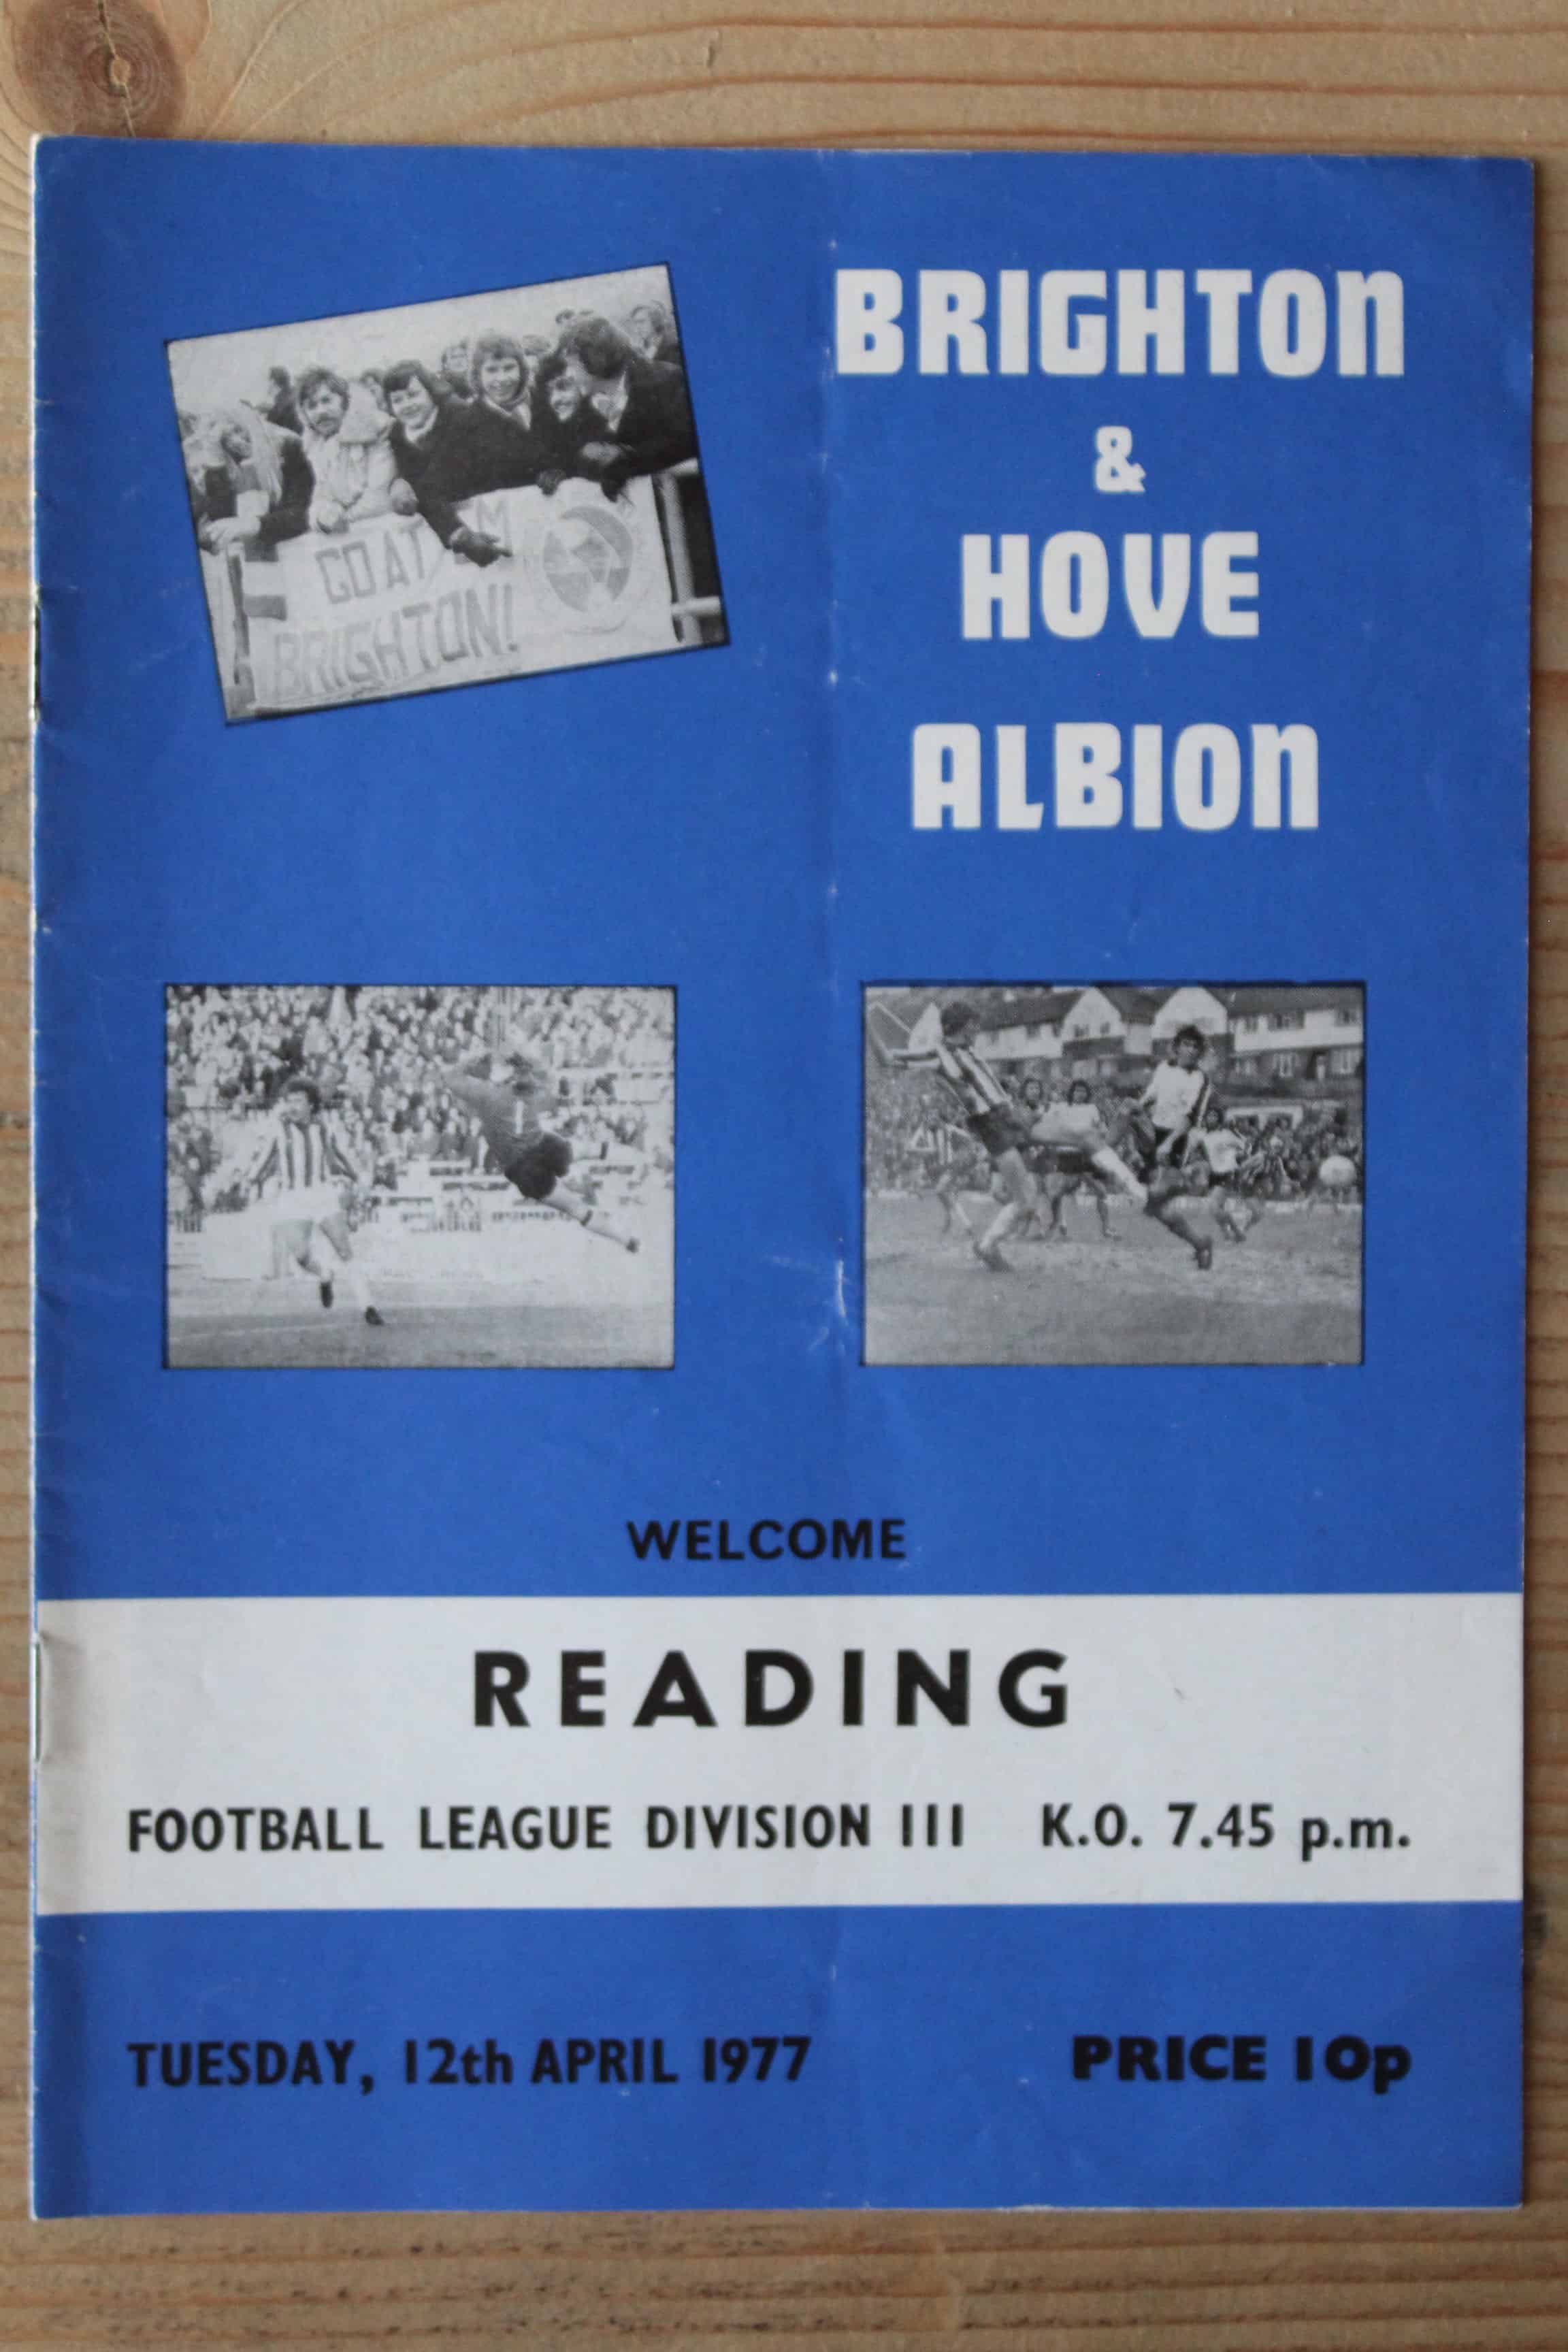 BRIGHTON
&
HOVE
ALBION
GO AT
BRIGHTON!
1
WELCOME
READING
FOOTBALL LEAGUE DIVISION III K.O. 7.45 p.m.
TUESDAY, 12th APRIL 1977 PRICE 10p